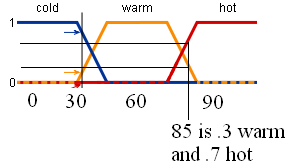 cold warm hot
1
0
0 30 60 90
85 is .3 warm
and .7 hot